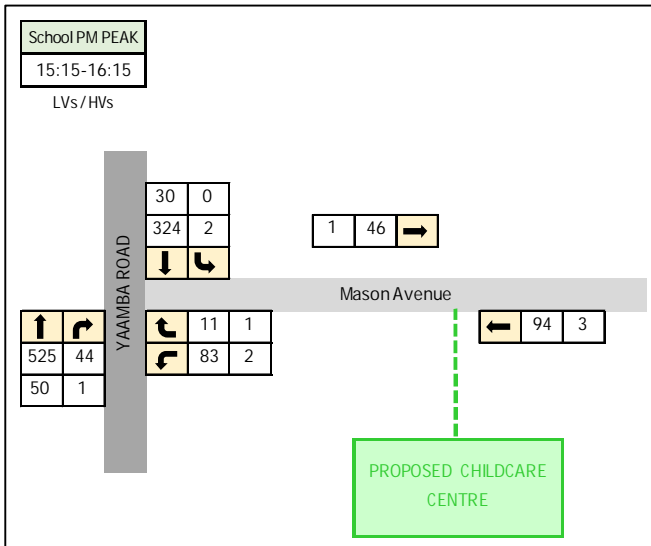 School PM PEAK
15:15-16:15
LVs / HVs
30 0
324 2
1 46
YAAMBA ROAD
Mason Avenue
11 1
94 3
525 44
83 2
50 1
PROPOSED CHILDCARE
CENTRE